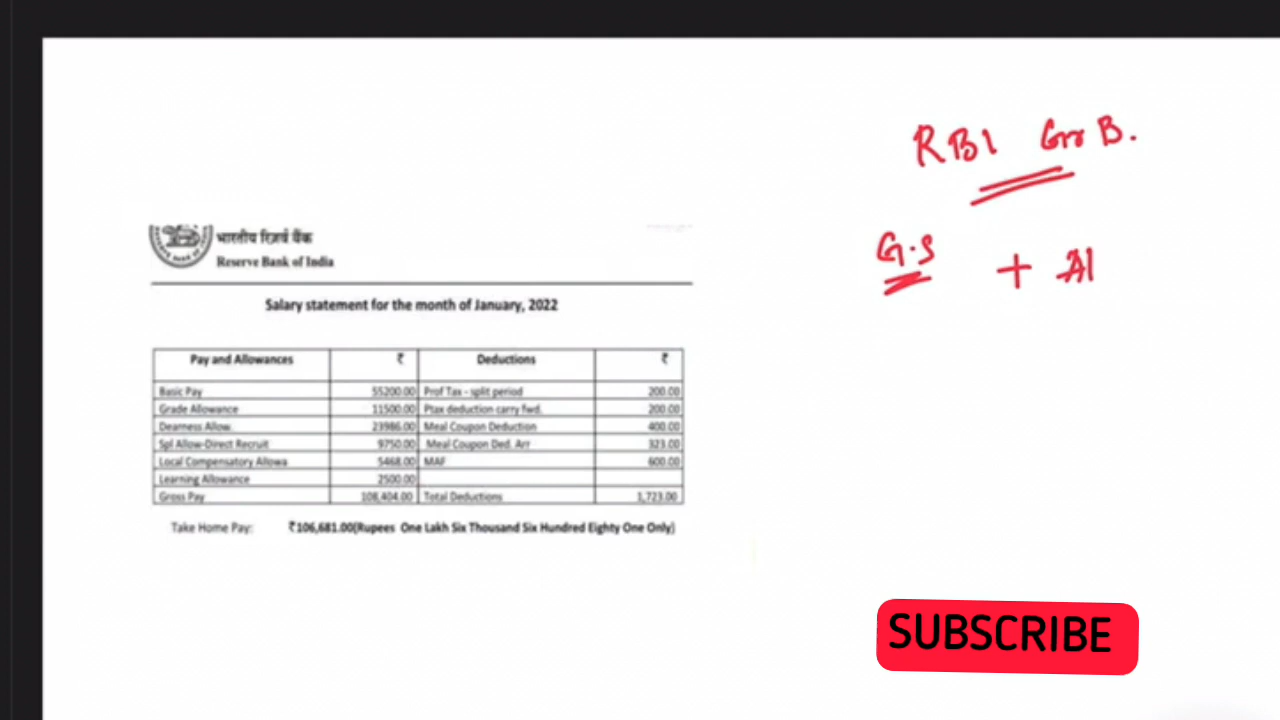 RBI Gr B.
G.S + Al
भारतीय रिज़र्व बैंक
Reserve Bank of India
Salary statement for the month of January, 2022
Pay and Allowances ₹ Deductions ₹
Basic Pay 55200.00 Prof Tax - split period 200.00
Grade Allowance 11500.00 Ptax deduction carry fwd. 200.00
Dearness Allow. 23986.00 Meal Coupon Deduction 400.00
Spl Allow-Direct Recruit 9750.00 Meal Coupon Ded. Arr 323.00
Local Compensatory Allowa 5468.00 MAF 600.00
Learning Allowance 2500.00
Gross Pay 108,404.00 Total Deductions 1,723.00
Take Home Pay: ₹106,681.00(Rupees One Lakh Six Thousand Six Hundred Eighty One Only)
SUBSCRIBE